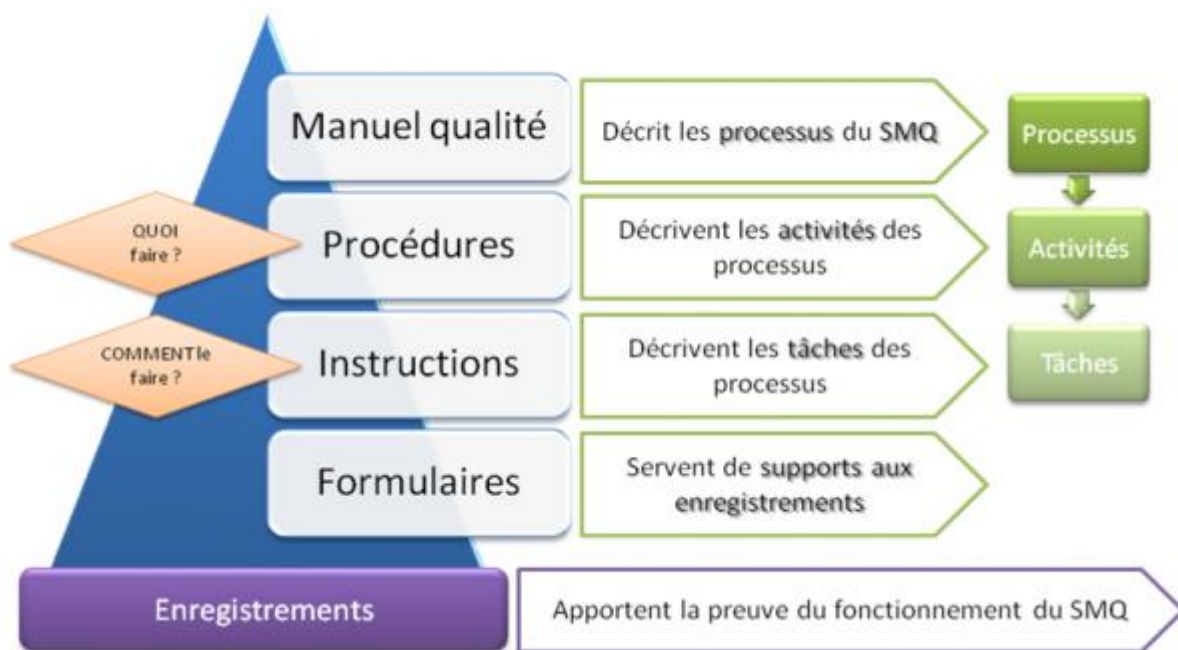 Manuel qualité
Décrit les processus du SMQ
Processus
QUOI
faire ?
Procédures
Décrivent les activités des
processus
Activités
COMMENT le
faire ?
Instructions
Décrivent les tâches des
processus
Tâches
Formulaires
Servent de supports aux
enregistrements
Enregistrements
Apportent la preuve du fonctionnement du SMQ